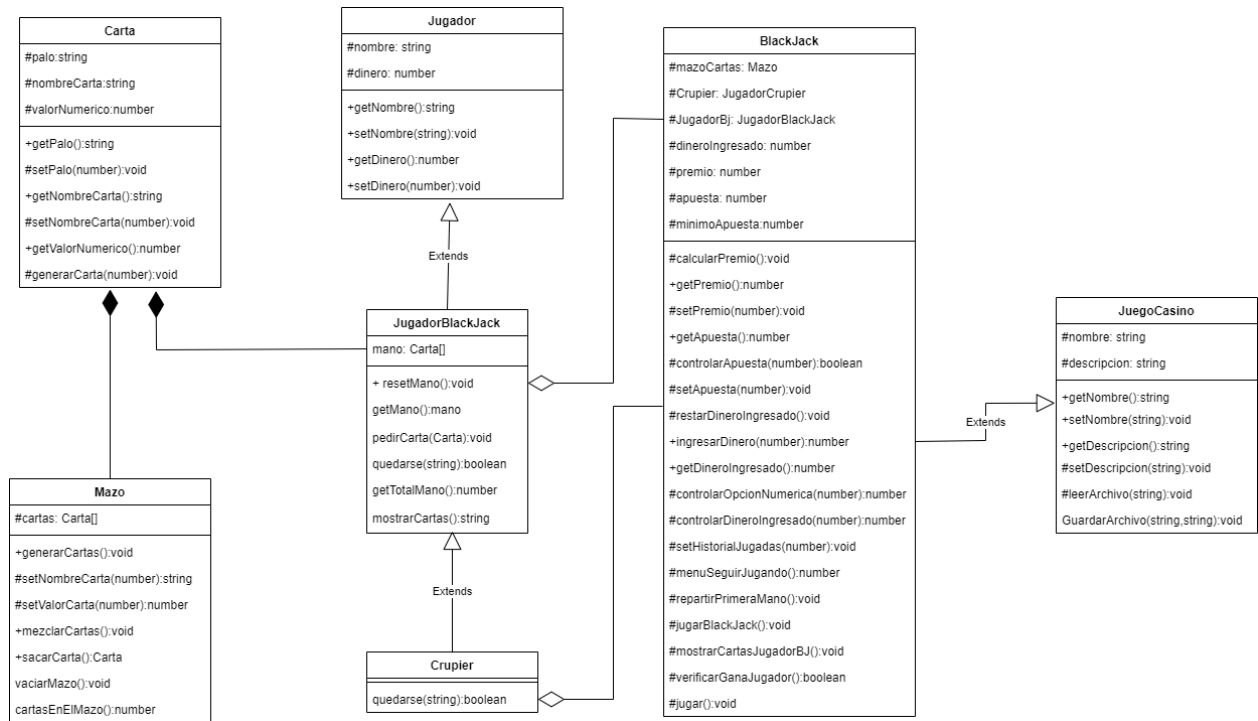 Carta
#palo:string
#nombreCarta:string
#valorNumerico:number
+getPalo():string
#setPalo(number):void
+getNombreCarta():string
#setNombreCarta(number):void
+getValorNumerico():number
#generarCarta(number):void
Jugador
#nombre: string
#dinero: number
+getNombre():string
+setNombre(string):void
+getDinero():number
+setDinero(number):void
Extends
JugadorBlackJack
mano: Carta[]
+ resetMano():void
getMano():mano
pedirCarta(Carta):void
quedarse(string):boolean
getTotalMano():number
mostrarCartas():string
Extends
Crupier
quedarse(string):boolean
Mazo
#cartas: Carta[]
+generarCartas():void
#setNombreCarta(number):string
#setValorCarta(number):number
+mezclarCartas():void
+sacarCarta():Carta
vaciarMazo():void
cartasEnElMazo():number
BlackJack
#mazoCartas: Mazo
#Crupier: JugadorCrupier
#JugadorBj: JugadorBlackJack
#dineroIngresado: number
#premio: number
#apuesta: number
#minimoApuesta:number
#calcularPremio():void
+getPremio():number
#setPremio(number):void
+getApuesta():number
#controlarApuesta(number):boolean
#setApuesta(number):void
#restarDineroIngresado():void
+ingresarDinero(number):number
+getDineroIngresado():number
#controlarOpcionNumerica(number):number
#controlarDineroIngresado(number):number
#setHistorialJugadas(number):void
#menuSeguirJugando():number
#repartirPrimeraMano():void
#jugarBlackJack():void
#mostrarCartasJugadorBJ():void
#verificarGanaJugador():boolean
#jugar():void
Extends
JuegoCasino
#nombre: string
#descripcion: string
+getNombre():string
+setNombre(string):void
+getDescripcion():string
#setDescripcion(string):void
#leerArchivo(string):void
GuardarArchivo(string,string):void